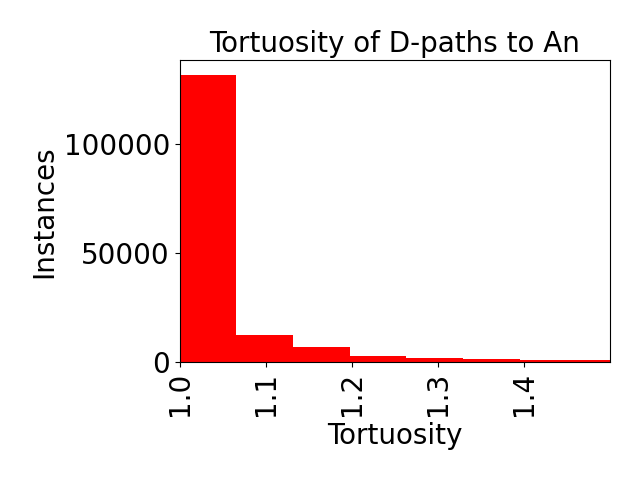 Tortuosity of D-paths to An
Instances
100000
50000
0
1.0
1.1
1.2
1.3
1.4
Tortuosity